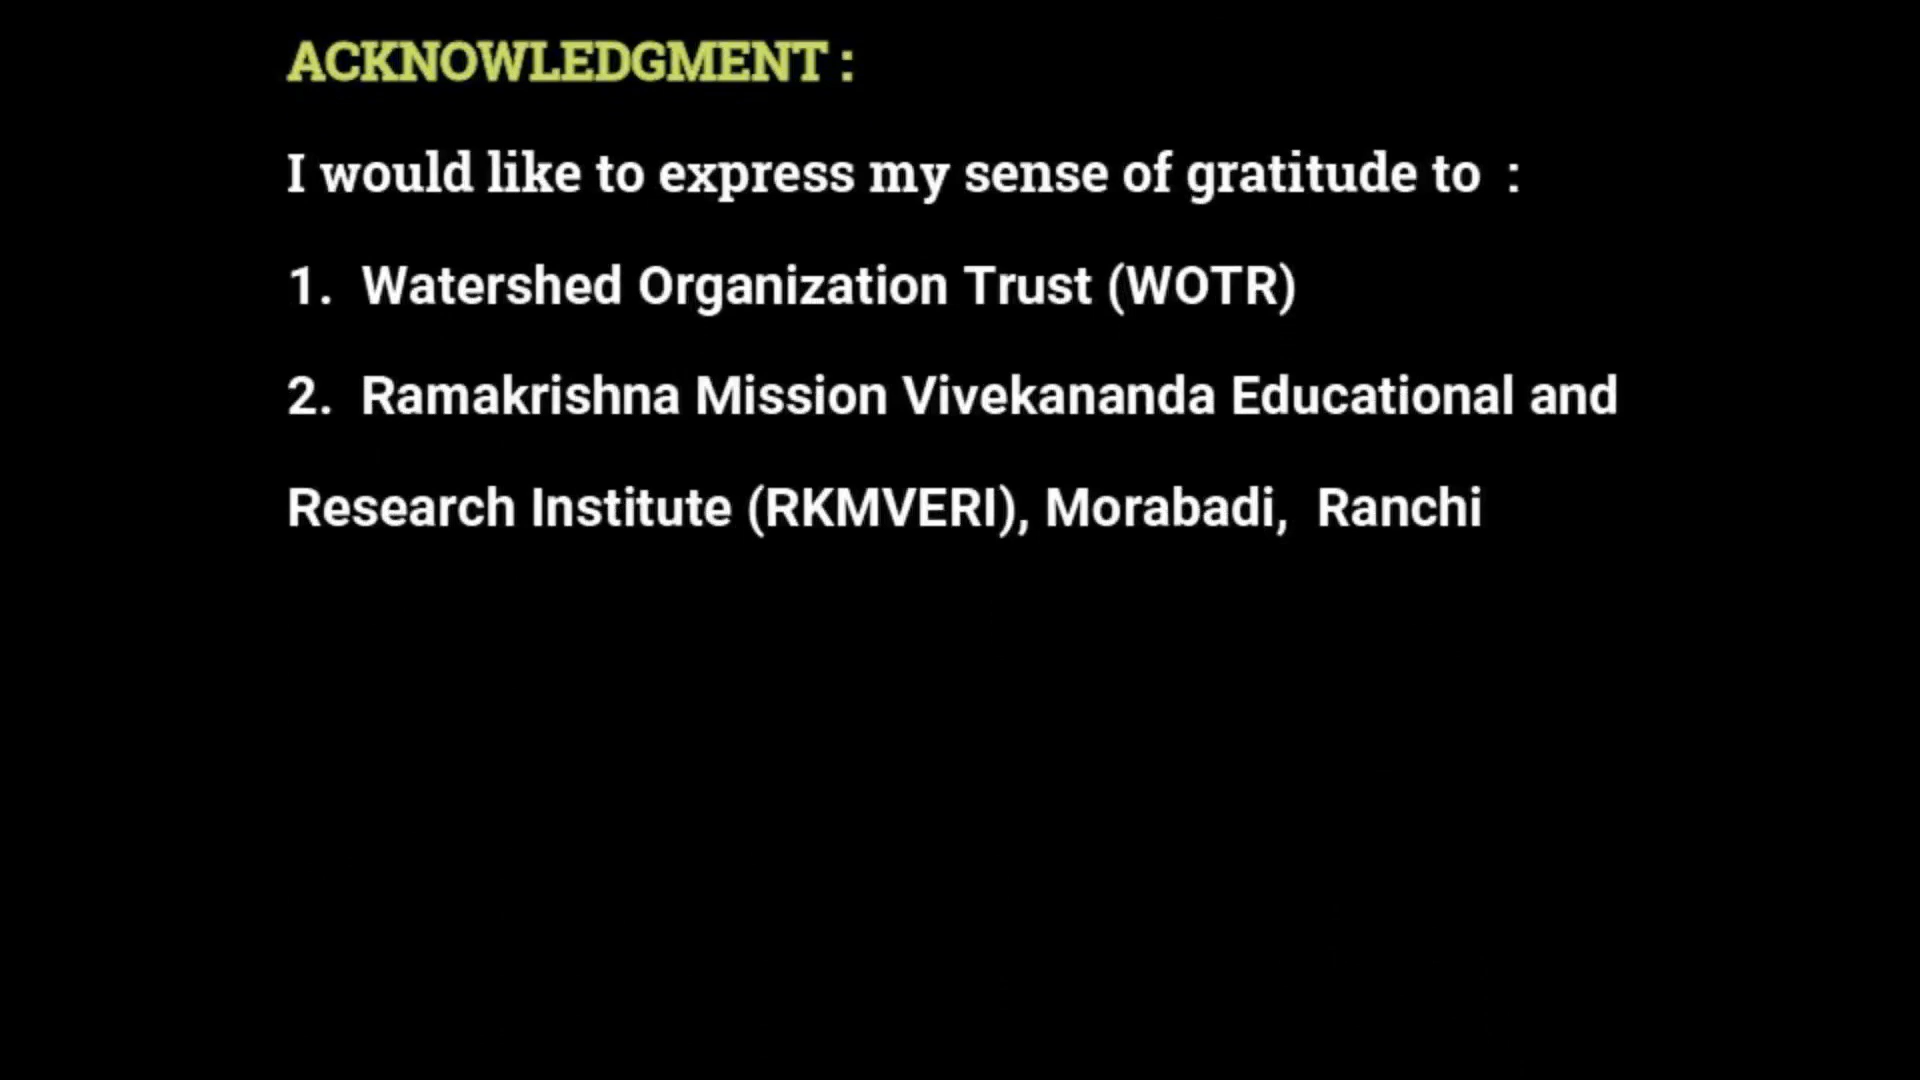 ACKNOWLEDGMENT :
I would like to express my sense of gratitude to :
1. Watershed Organization Trust (WOTR)
2. Ramakrishna Mission Vivekananda Educational and
Research Institute (RKMVERI), Morabadi, Ranchi